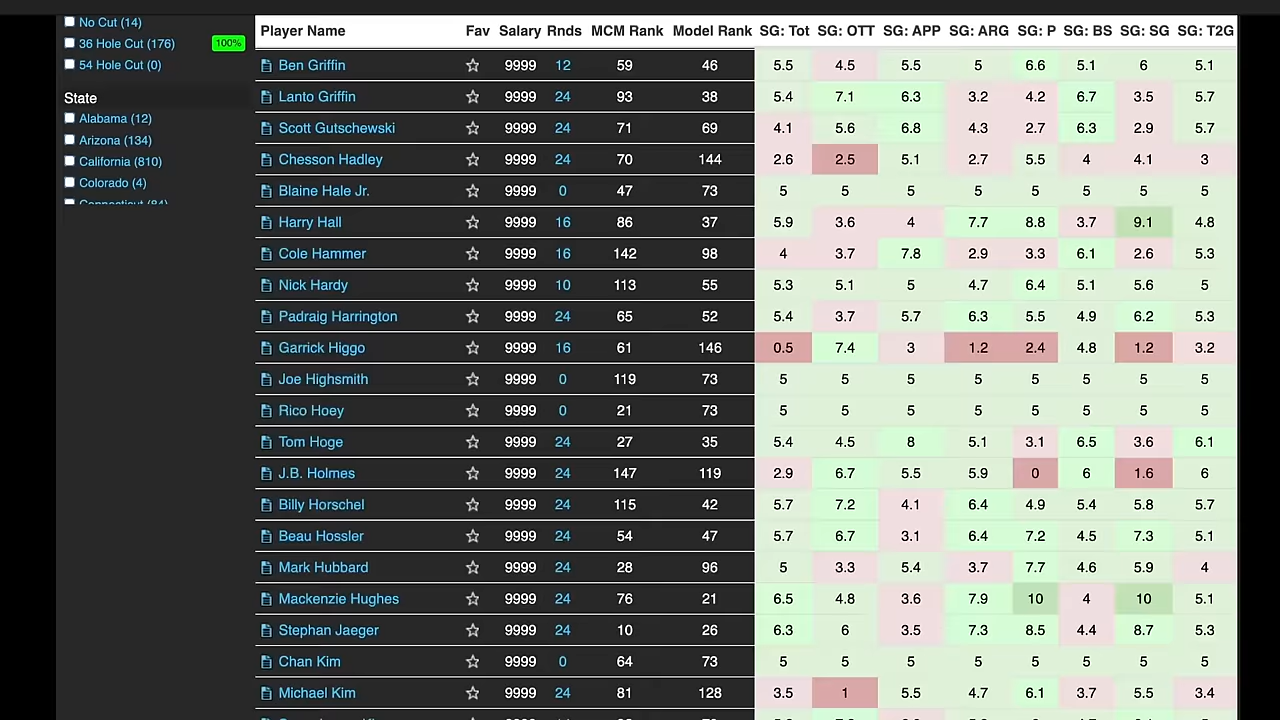 No Cut (14)
36 Hole Cut (176) 100%
54 Hole Cut (0)
State
Alabama (12)
Arizona (134)
California (810)
Colorado (4)
Connecticut (84)
Player Name Fav Salary Rnds MCM Rank Model Rank SG: Tot SG: OTT SG: APP SG: ARG SG: P SG: BS SG: SG SG: T2G
Ben Griffin 9999 12 59 46 5.5 4.5 5.5 5 6.6 5.1 6 5.1
Lanto Griffin 9999 24 93 38 5.4 7.1 6.3 3.2 4.2 6.7 3.5 5.7
Scott Gutschewski 9999 24 71 69 4.1 5.6 6.8 4.3 2.7 6.3 2.9 5.7
Chesson Hadley 9999 24 70 144 2.6 2.5 5.1 2.7 5.5 4 4.1 3
Blaine Hale Jr. 9999 0 47 73 5 5 5 5 5 5 5 5
Harry Hall 9999 16 86 37 5.9 3.6 4 7.7 8.8 3.7 9.1 4.8
Cole Hammer 9999 16 142 98 4 3.7 7.8 2.9 3.3 6.1 2.6 5.3
Nick Hardy 9999 10 113 55 5.3 5.1 5 4.7 6.4 5.1 5.6 5
Padraig Harrington 9999 24 65 52 5.4 3.7 5.7 6.3 5.5 4.9 6.2 5.3
Garrick Higgo 9999 16 61 146 0.5 7.4 3 1.2 2.4 4.8 1.2 3.2
Joe Highsmith 9999 0 119 73 5 5 5 5 5 5 5 5
Rico Hoey 9999 0 21 73 5 5 5 5 5 5 5 5
Tom Hoge 9999 24 27 35 5.4 4.5 8 5.1 3.1 6.5 3.6 6.1
J.B. Holmes 9999 24 147 119 2.9 6.7 5.5 5.9 0 6 1.6 6
Billy Horschel 9999 24 115 42 5.7 7.2 4.1 6.4 4.9 5.4 5.8 5.7
Beau Hossler 9999 24 54 47 5.7 6.7 3.1 6.4 7.2 4.5 7.3 5.1
Mark Hubbard 9999 24 28 96 5 3.3 5.4 3.7 7.7 4.6 5.9 4
Mackenzie Hughes 9999 24 76 21 6.5 4.8 3.6 7.9 10 4 10 5.1
Stephan Jaeger 9999 24 10 26 6.3 6 3.5 7.3 8.5 4.4 8.7 5.3
Chan Kim 9999 0 64 73 5 5 5 5 5 5 5 5
Michael Kim 9999 24 81 128 3.5 1 5.5 4.7 6.1 3.7 5.5 3.4